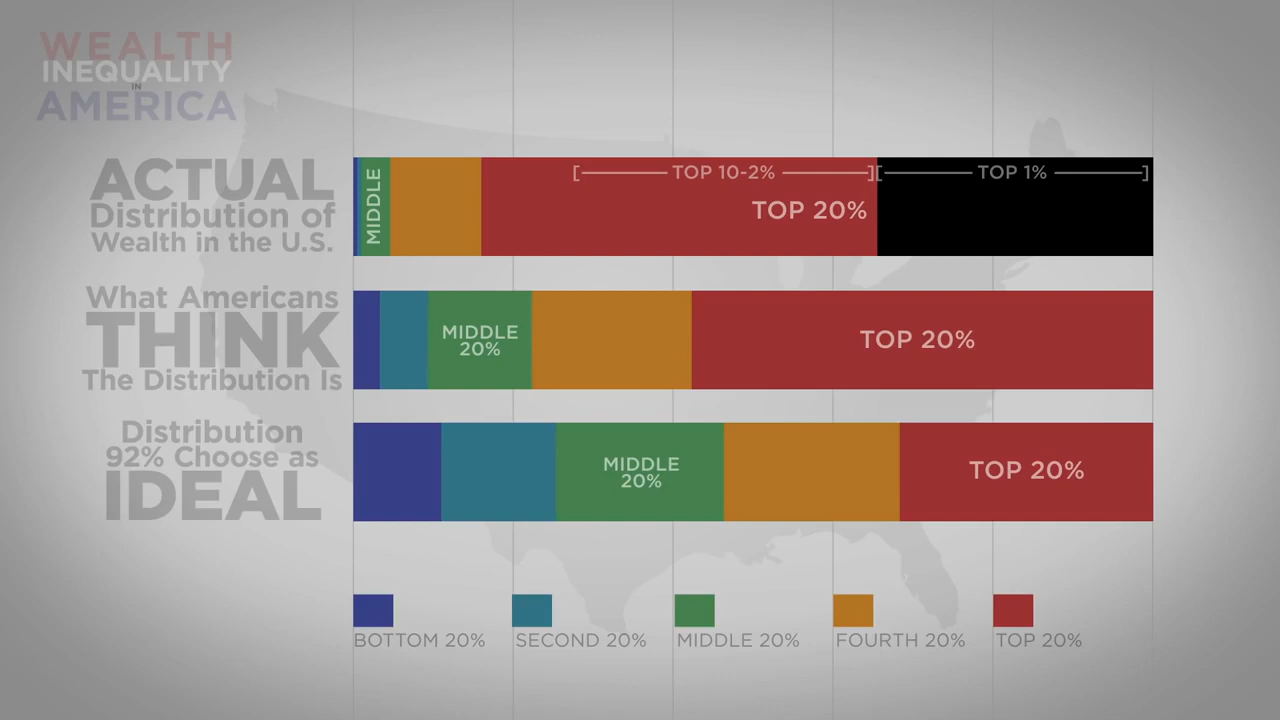 WEALTH
INEQUALITY
IN
AMERICA
ACTUAL
Distribution of
Wealth in the U.S.
MIDDLE
[ TOP 10-2% ]
[ TOP 1% ]
TOP 20%
What Americans
THINK
The Distribution Is
MIDDLE
20%
TOP 20%
Distribution
92% Choose as
IDEAL
MIDDLE
20%
TOP 20%
BOTTOM 20%
SECOND 20%
MIDDLE 20%
FOURTH 20%
TOP 20%